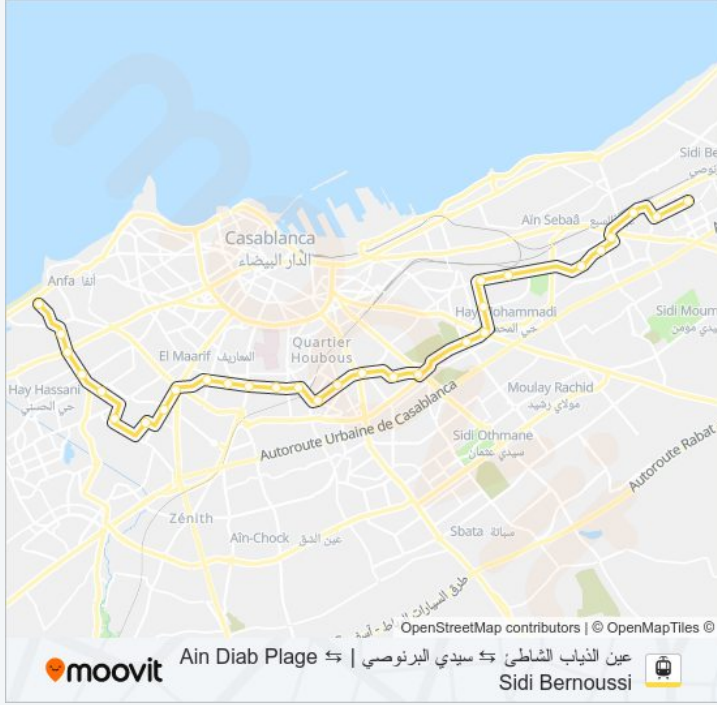 Sidi Be
Aïn Sebaâ
Casablanca
الدار البيضاء
Anfa أنفا
Hay Mohammadi
Sidi Moum
Quartier
Houbous
El Maarif المعاريف
Hay Hassani
حي الحسني
Moulay Rachid
مولاي رشيد
Autoroute Urbaine de Casablanca
Sidi Othmane
سيدي عثمان
Autoroute Rabat
Zénith
Aïn-Chock عين الشق
Sbata سباتة
OpenStreetMap contributors | © OpenMapTiles ©
moovit
عين الذياب الشاطئ ⇆ سيدي البرنوصي | Ain Diab Plage ⇆
Sidi Bernoussi